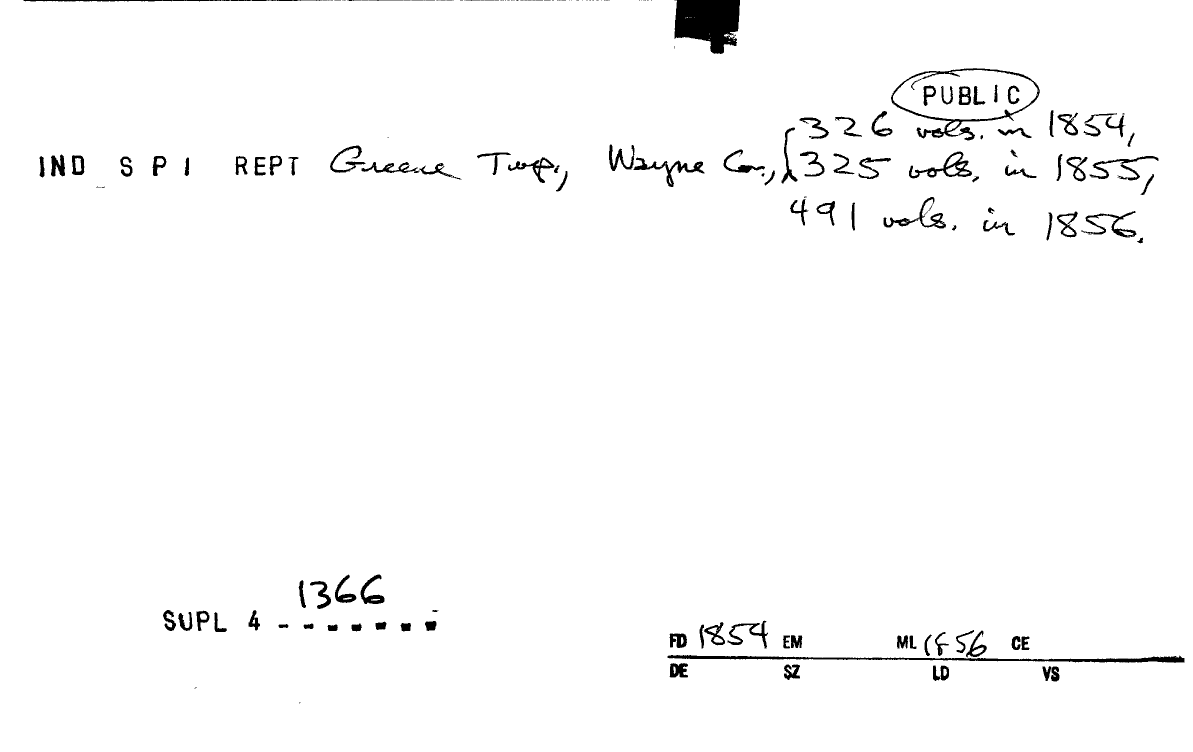 PUBLIC
326 vols. in 1854,
IND S P I REPT Greene Twp., Wayne Co., 325 vols. in 1855,
491 vols. in 1856.
1366
SUPL 4 - - - - - - -
FD 1854 EM ML 1856 CE
DE SZ LD VS